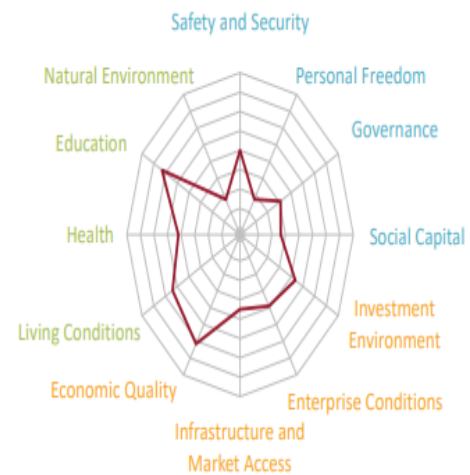 Safety and Security
Natural Environment
Personal Freedom
Education
Governance
Health
Social Capital
Living Conditions
Investment
Environment
Economic Quality
Enterprise Conditions
Infrastructure and
Market Access